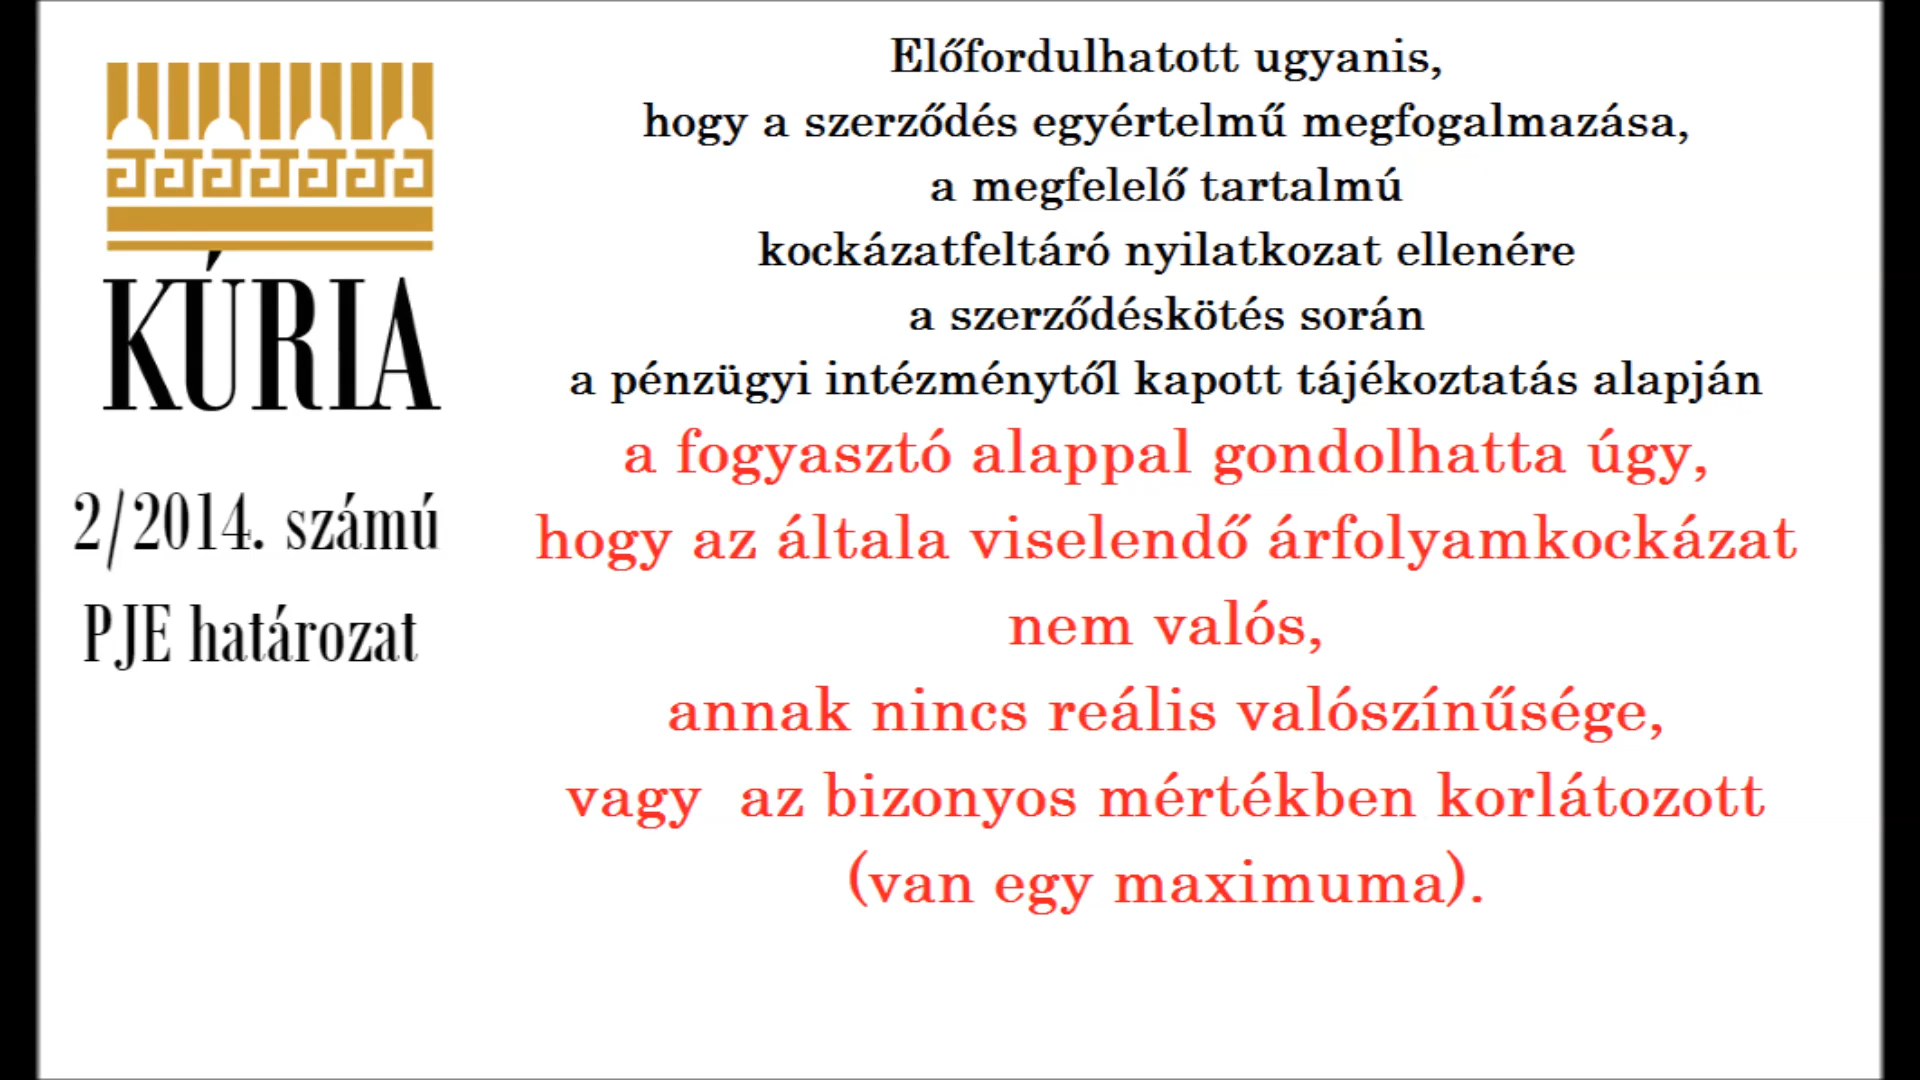 KÚRIA
2/2014. számú
PJE határozat
Előfordulhatott ugyanis,
hogy a szerződés egyértelmű megfogalmazása,
a megfelelő tartalmú
kockázatfeltáró nyilatkozat ellenére
a szerződéskötés során
a pénzügyi intézménytől kapott tájékoztatás alapján
a fogyasztó alappal gondolhatta úgy,
hogy az általa viselendő árfolyamkockázat
nem valós,
annak nincs reális valószínűsége,
vagy  az bizonyos mértékben korlátozott
(van egy maximuma).